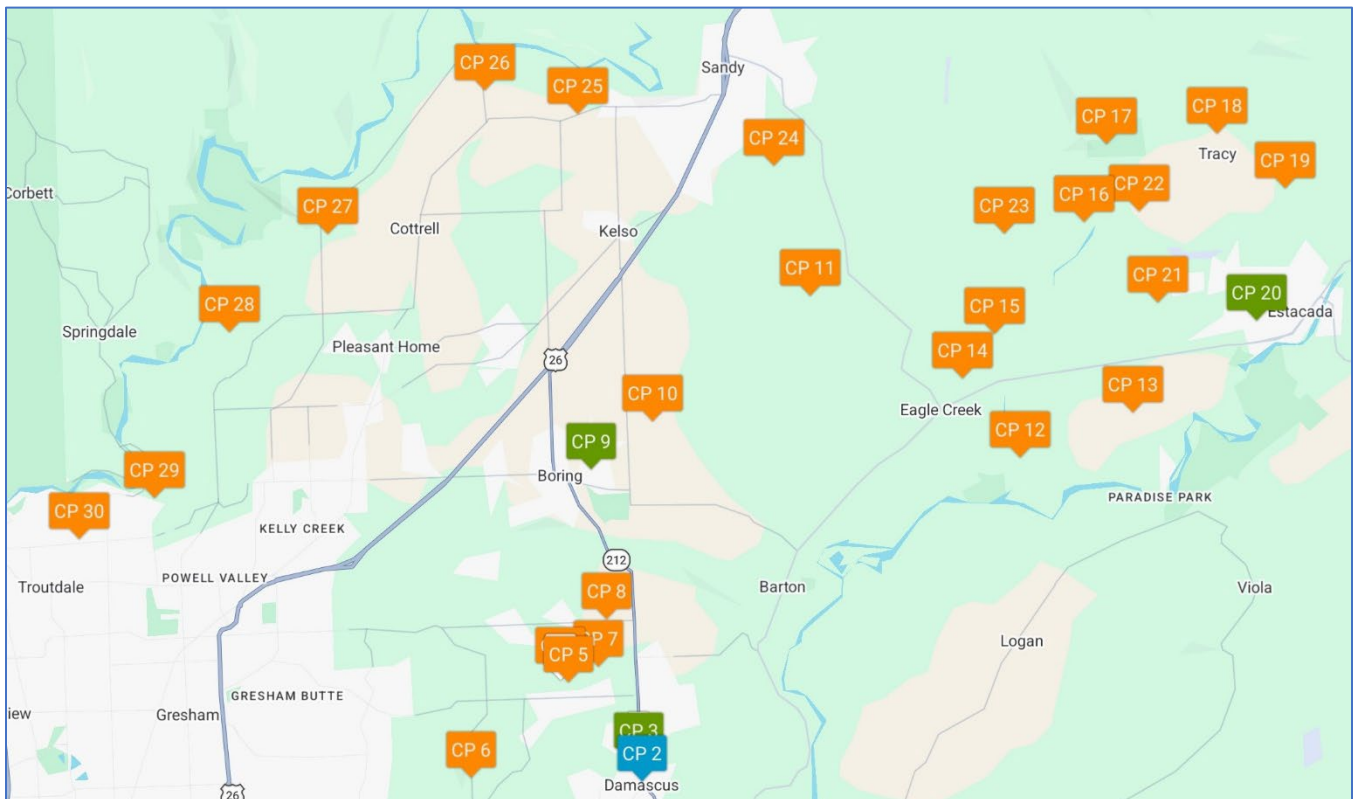 CP 26
Sandy
CP 25
CP 18
CP 17
CP 24
Tracy
CP 19
CP 22
CP 16
Corbett
CP 27
CP 23
Cottrell
Kelso
CP 11
CP 21
CP 20
Estacada
CP 28
CP 15
Springdale
Pleasant Home
CP 14
26
CP 13
CP 10
Eagle Creek
CP 12
CP 9
CP 29
Boring
PARADISE PARK
CP 30
KELLY CREEK
212
POWELL VALLEY
Troutdale
CP 8
Barton
Viola
CP 7
Logan
CP 5
GRESHAM BUTTE
iew
Gresham
CP 3
CP 6
CP 2
Damascus
26